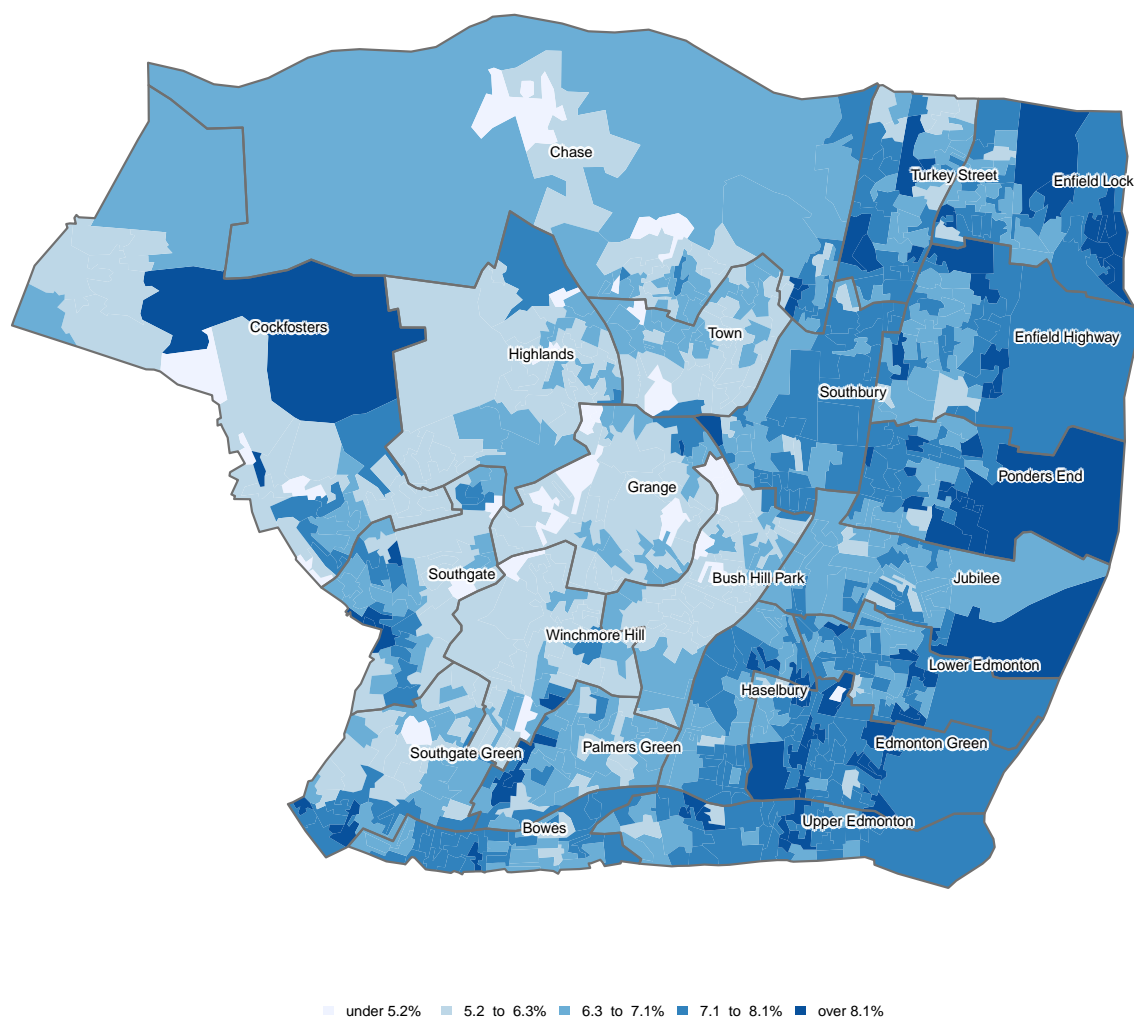 Chase
Turkey Street
Enfield Lock
Cockfosters
Town
Enfield Highway
Highlands
Southbury
Ponders End
Grange
Southgate
Bush Hill Park
Jubilee
Winchmore Hill
Lower Edmonton
Haselbury
Southgate Green
Palmers Green
Edmonton Green
Bowes
Upper Edmonton
under 5.2% 5.2 to 6.3% 6.3 to 7.1% 7.1 to 8.1% over 8.1%